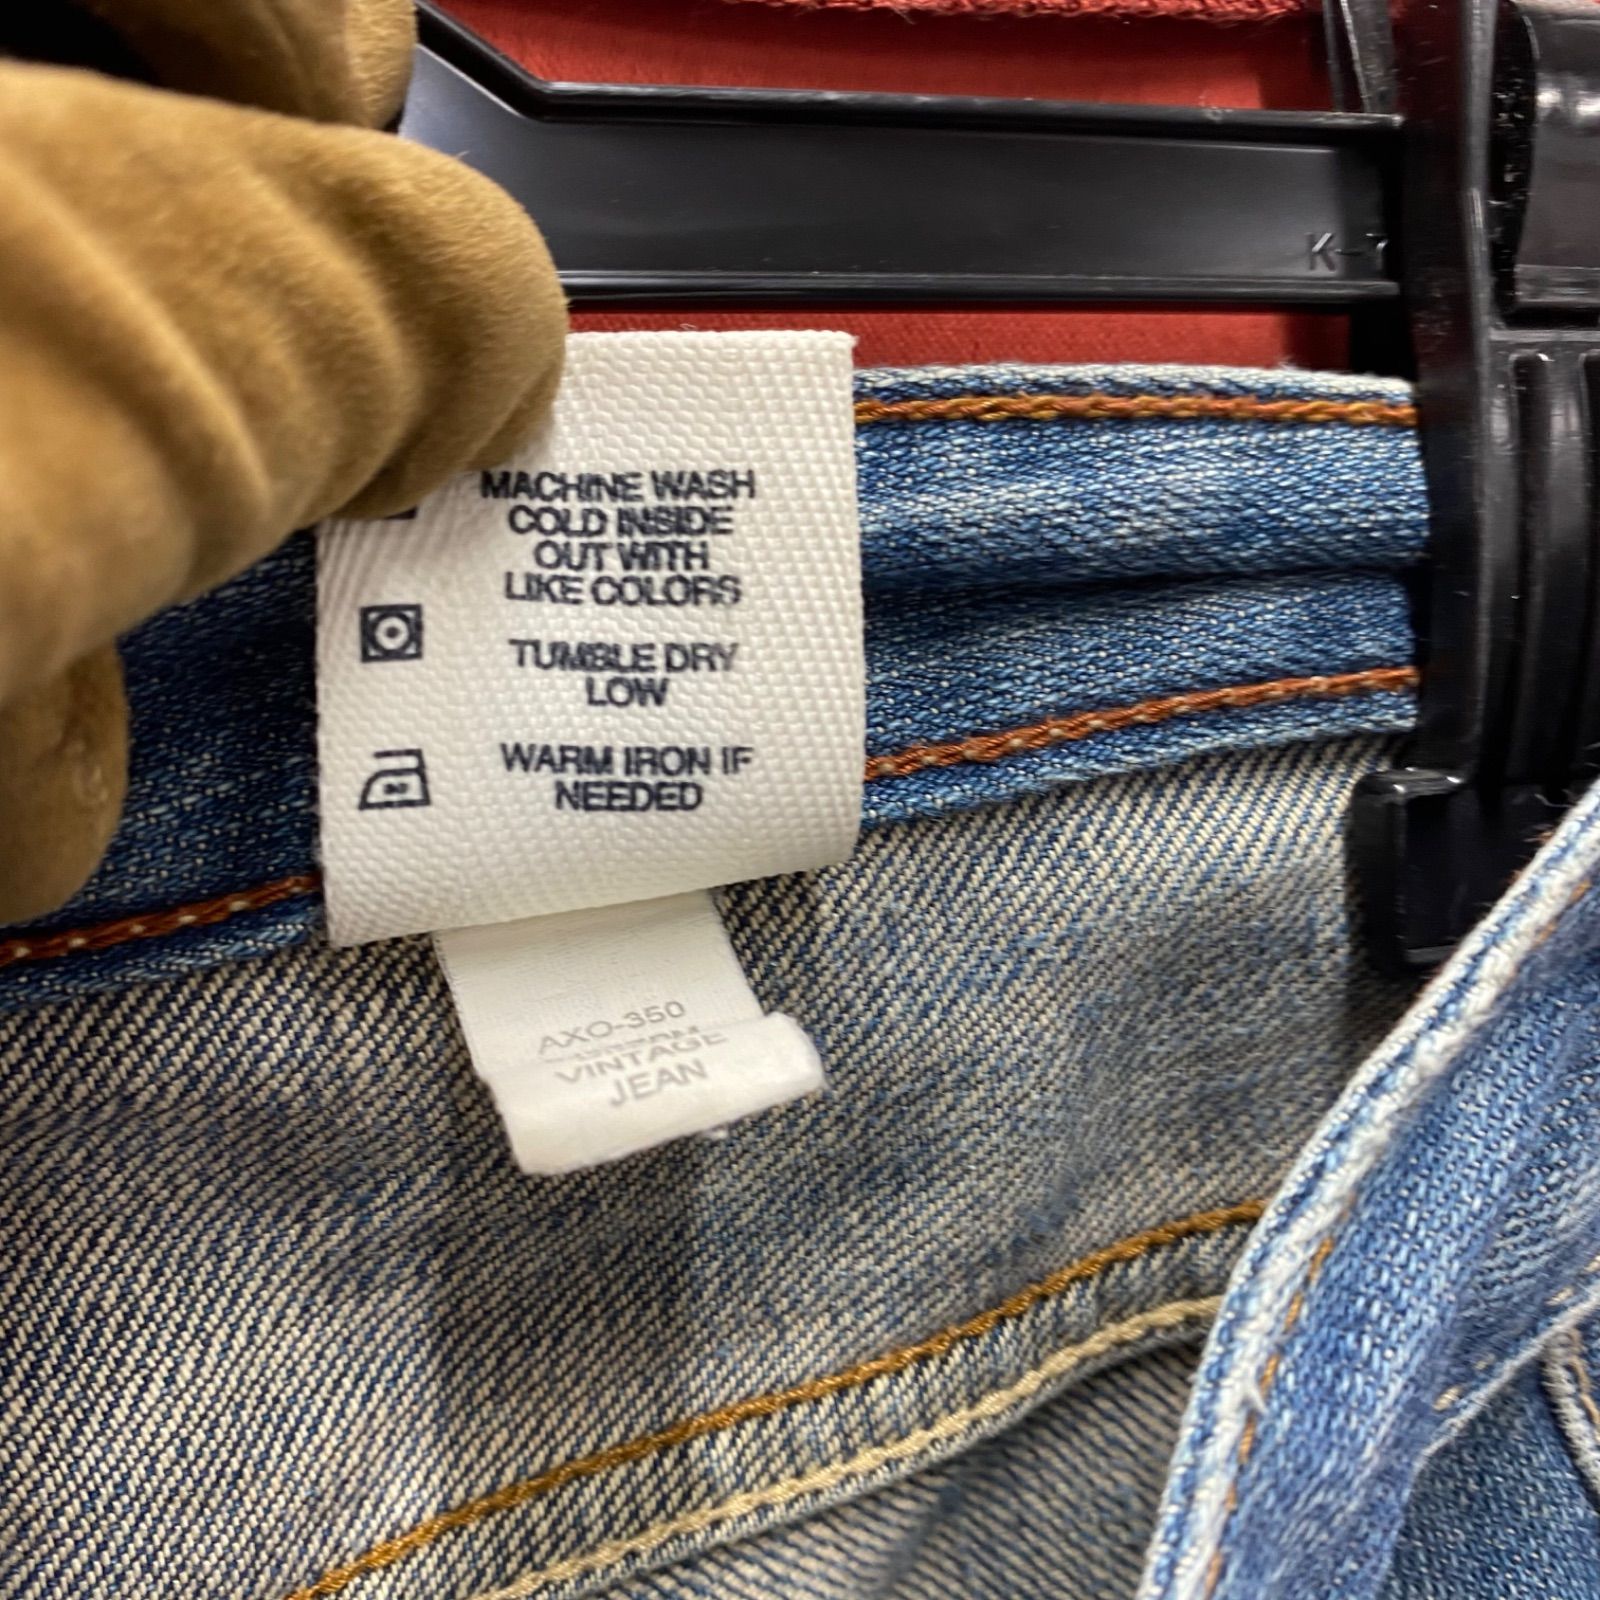 K-
MACHINE WASH
COLD INSIDE
OUT WITH
LIKE COLORS
TUMBLE DRY
LOW
WARM IRON IF
NEEDED
AXO-350
VINTAGE
JEAN